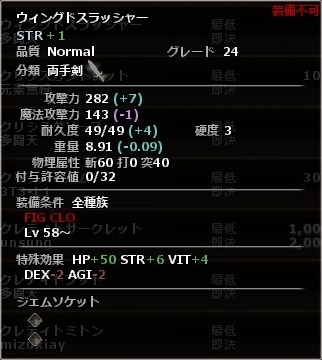 ウィングドスラッシャー
装備不可
STR+1
品質 Normal グレード 24
分類 両手剣
攻撃力 282 (+7)
魔法攻撃力 143 (-1)
耐久度 49/49 (+4) 硬度 3
重量 8.91 (-0.09)
物理属性 斬60 打0 突40
付与許容値 0/32
装備条件 全種族
FIG CLO
Lv 58～
特殊効果 HP+50 STR+6 VIT+4
DEX-2 AGI-2
ジェムソケット